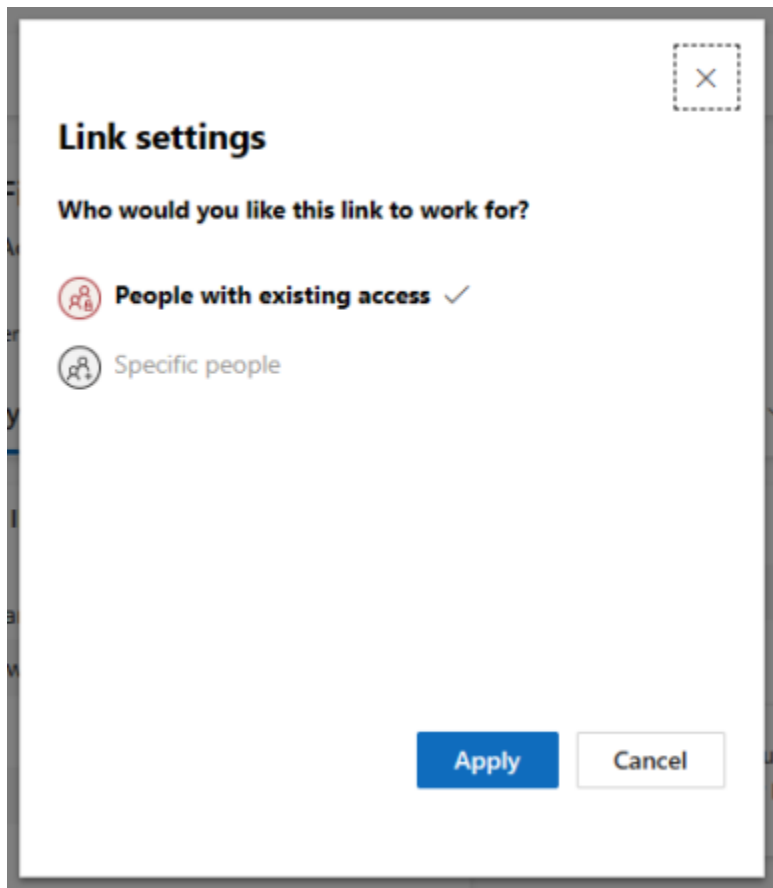 Link settings
Who would you like this link to work for?
People with existing access
Specific people
Apply
Cancel